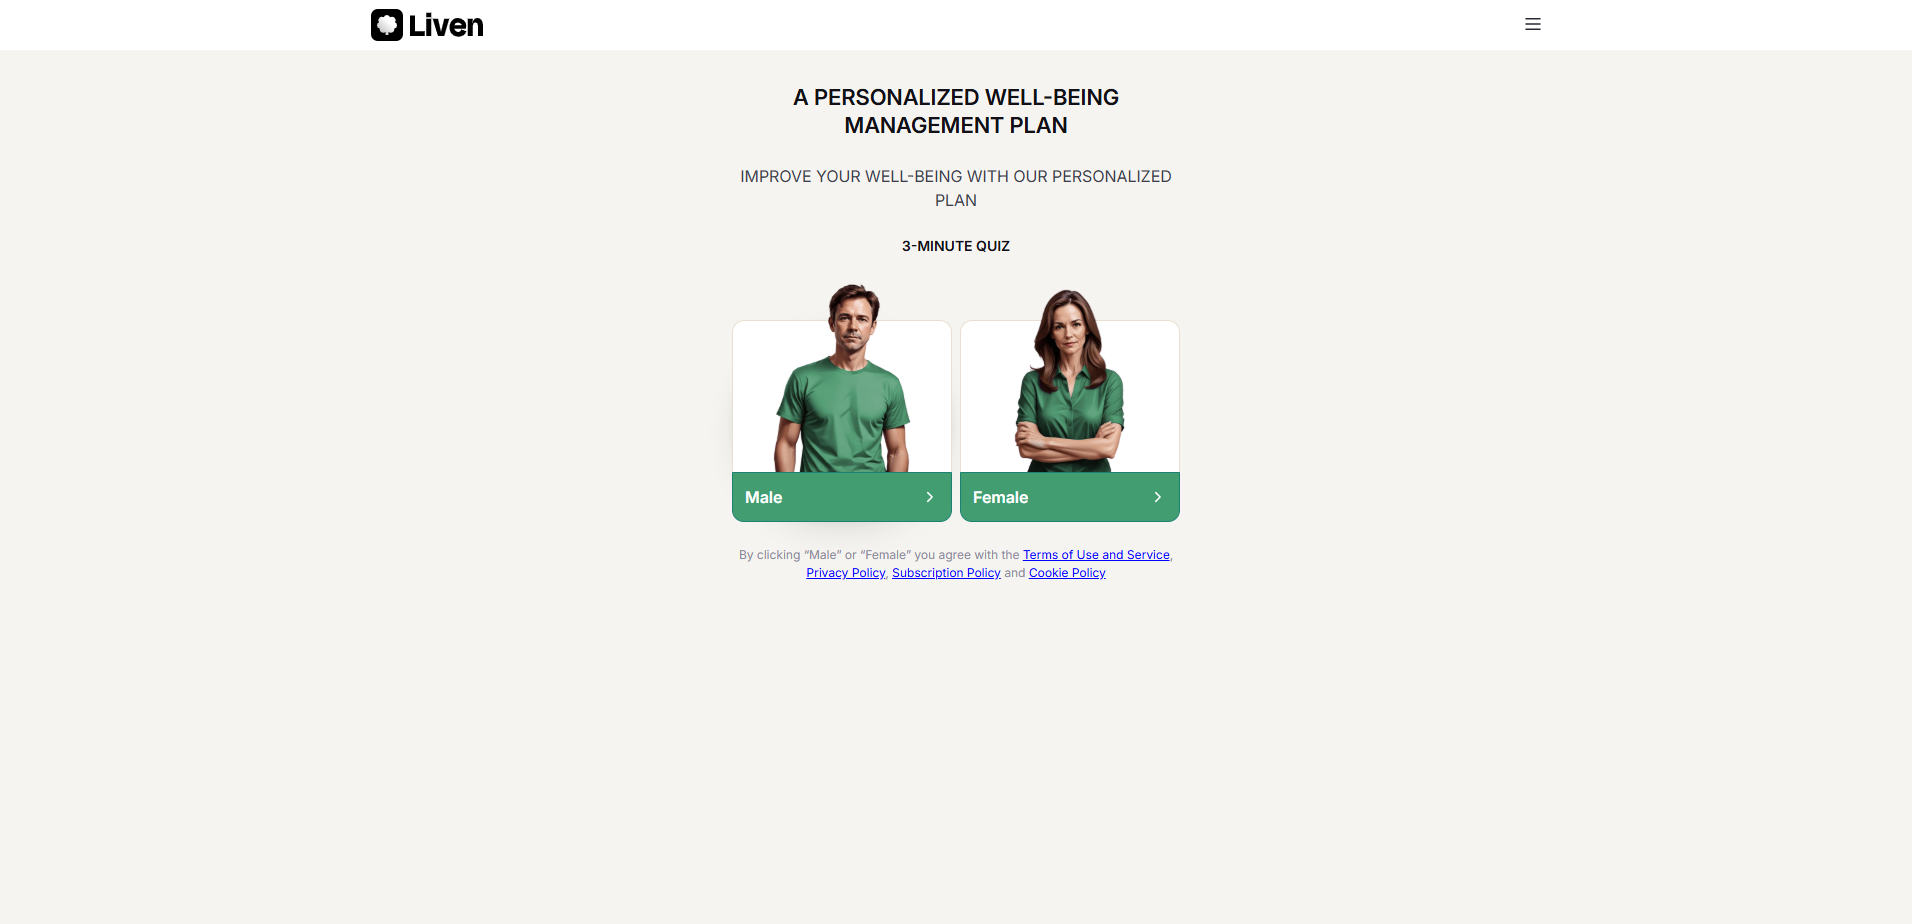 Liven
A PERSONALIZED WELL-BEING
MANAGEMENT PLAN
IMPROVE YOUR WELL-BEING WITH OUR PERSONALIZED
PLAN
3-MINUTE QUIZ
Male
Female
By clicking “Male” or “Female” you agree with the Terms of Use and Service,
Privacy Policy, Subscription Policy and Cookie Policy